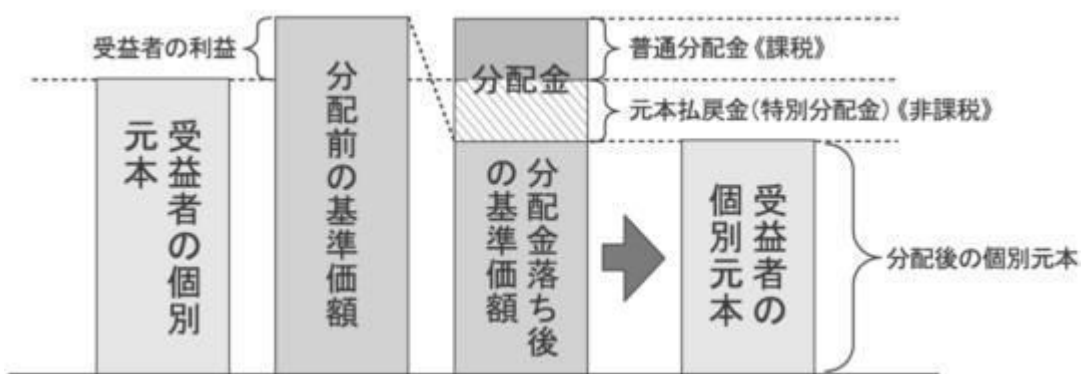 受益者の利益
受益者の個別
元本
分配前の基準価額
分配金
普通分配金《課税》
元本払戻金(特別分配金)《非課税》
分配金落ち後
の基準価額
受益者の
個別元本
分配後の個別元本